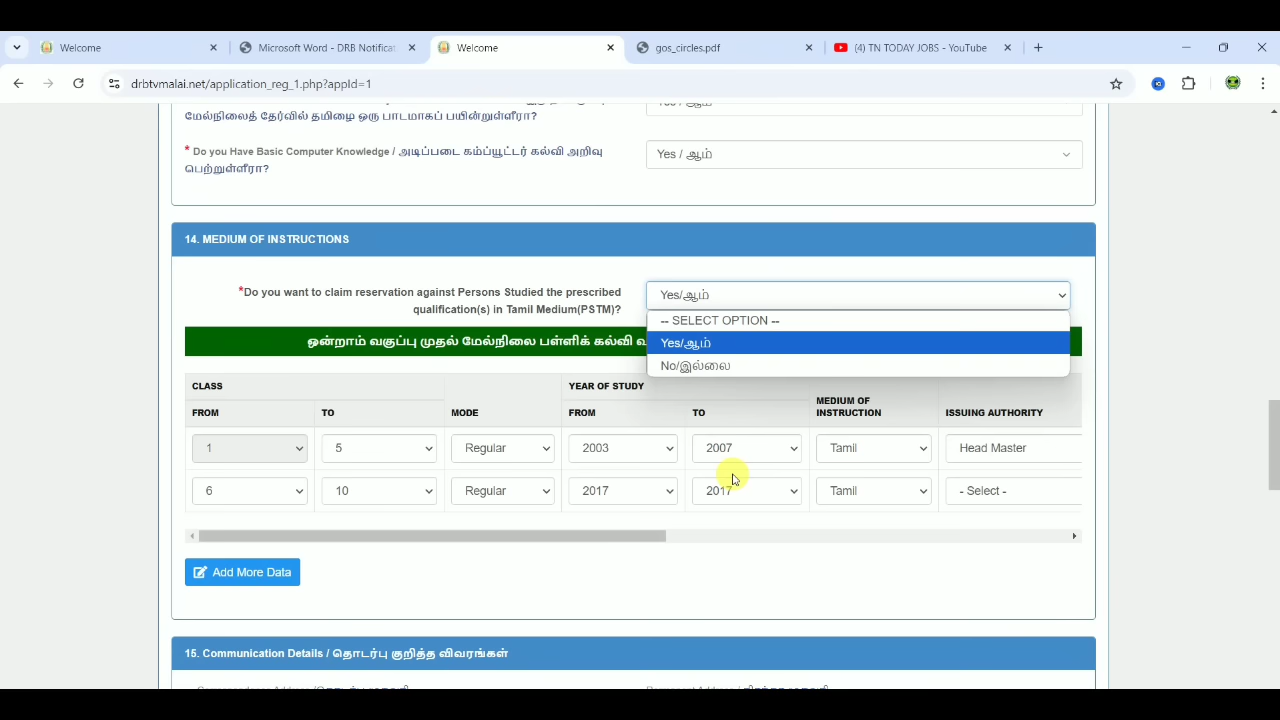 Welcome
Microsoft Word - DRB Notificat
Welcome
gos_circles.pdf
(4) TN TODAY JOBS - YouTube
drbtvmalai.net/application_reg_1.php?appId=1
மேல்நிலைத் தேர்வில் தமிழை ஒரு பாடமாகப் பயின்றுள்ளீரா?
Yes / ஆம்
* Do you Have Basic Computer Knowledge / அடிப்படை கம்ப்யூட்டர் கல்வி அறிவு
பெற்றுள்ளீரா?
Yes / ஆம்
14. MEDIUM OF INSTRUCTIONS
*Do you want to claim reservation against Persons Studied the prescribed
qualification(s) in Tamil Medium(PSTM)?
Yes/ஆம்
-- SELECT OPTION --
Yes/ஆம்
No/இல்லை
ஒன்றாம் வகுப்பு முதல் மேல்நிலை பள்ளிக் கல்வி
CLASS
YEAR OF STUDY
FROM TO MODE FROM TO MEDIUM OF INSTRUCTION ISSUING AUTHORITY
1 5 Regular 2003 2007 Tamil Head Master
6 10 Regular 2017 2017 Tamil - Select -
Add More Data
15. Communication Details / தொடர்பு குறித்த விவரங்கள்